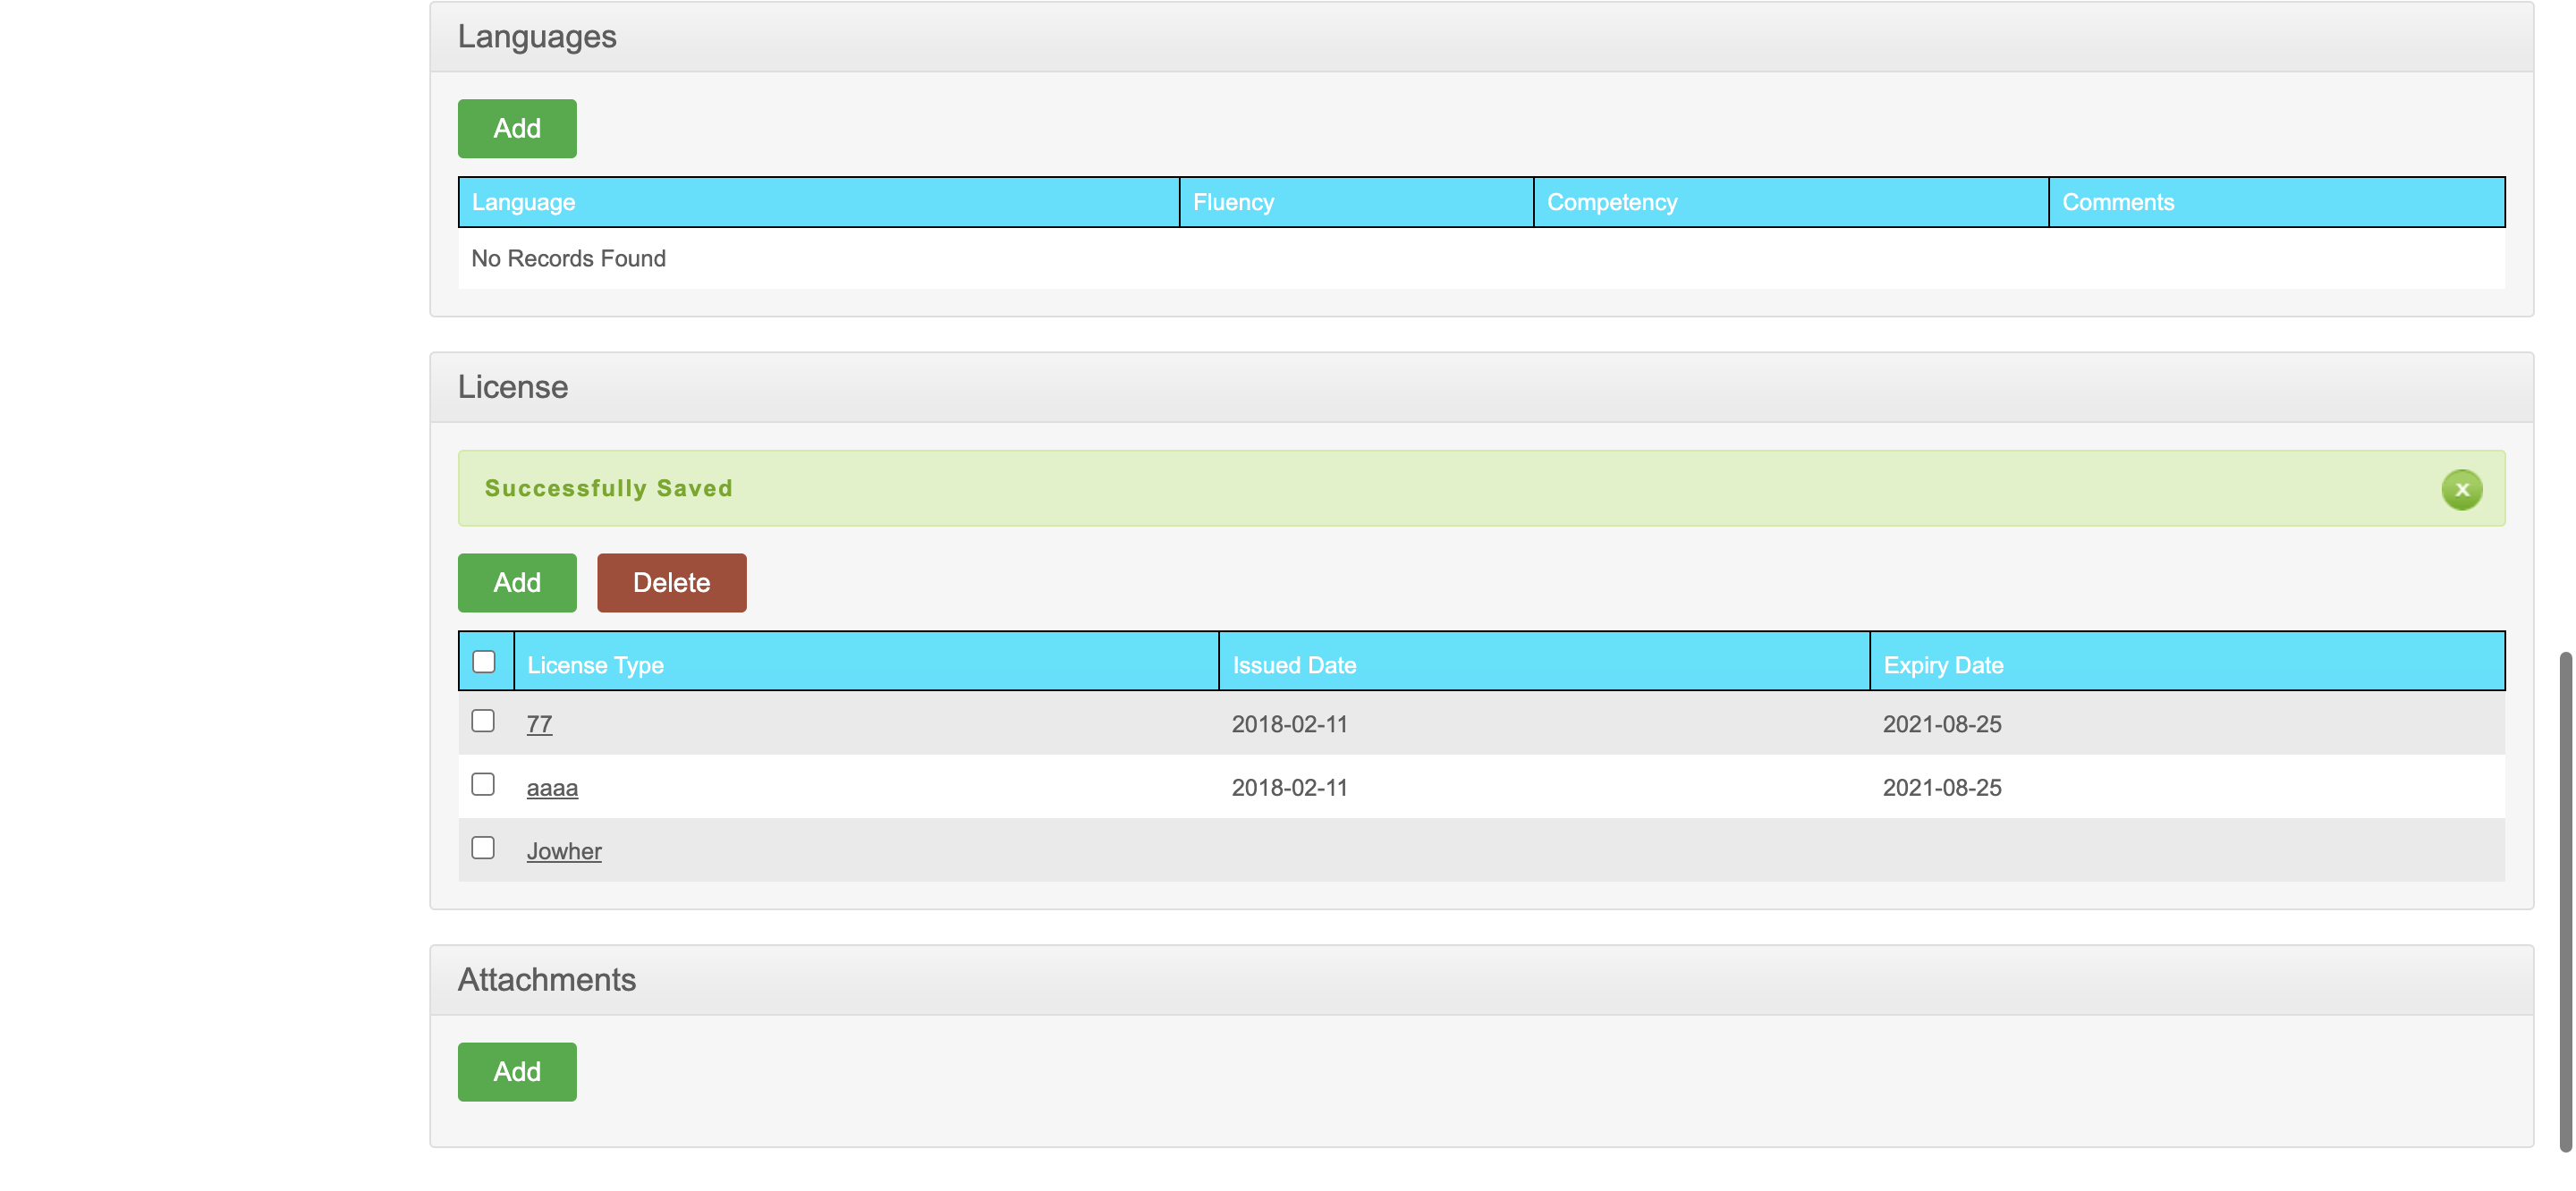 Languages
Add
Language Fluency Competency Comments
No Records Found
License
Successfully Saved
x
Add Delete
License Type Issued Date Expiry Date
77 2018-02-11 2021-08-25
aaaa 2018-02-11 2021-08-25
Jowher
Attachments
Add